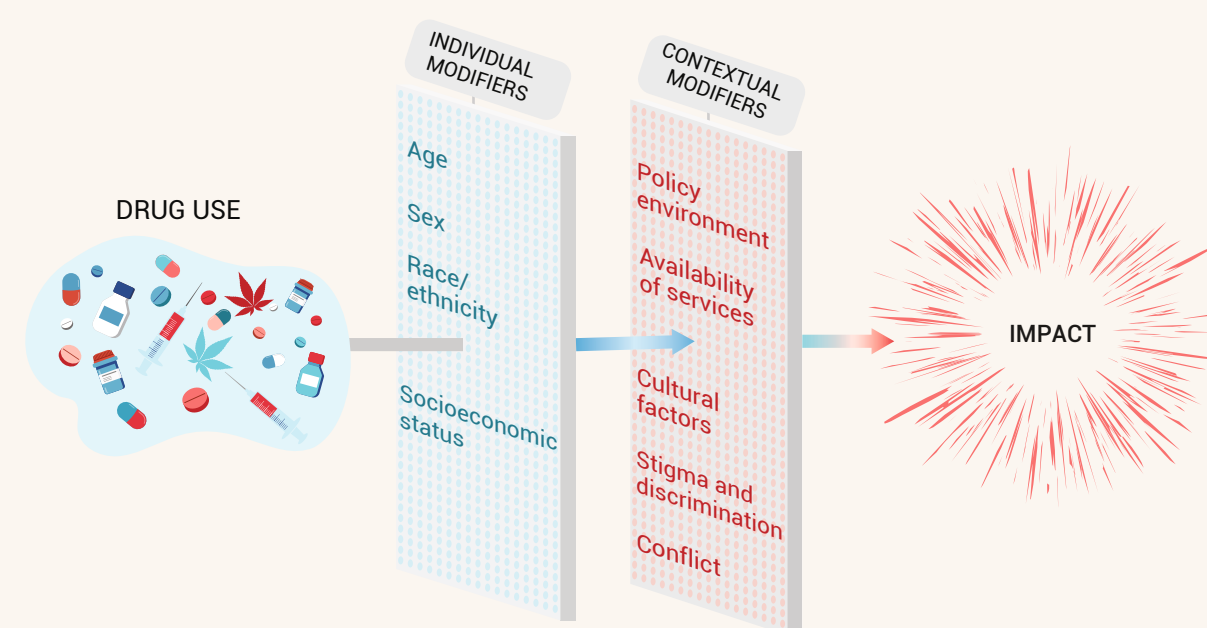 DRUG USE
INDIVIDUAL
MODIFIERS
Age
Sex
Race/
ethnicity
Socioeconomic
status
CONTEXTUAL
MODIFIERS
Policy
environment
Availability
of services
Cultural
factors
Stigma and
discrimination
Conflict
IMPACT